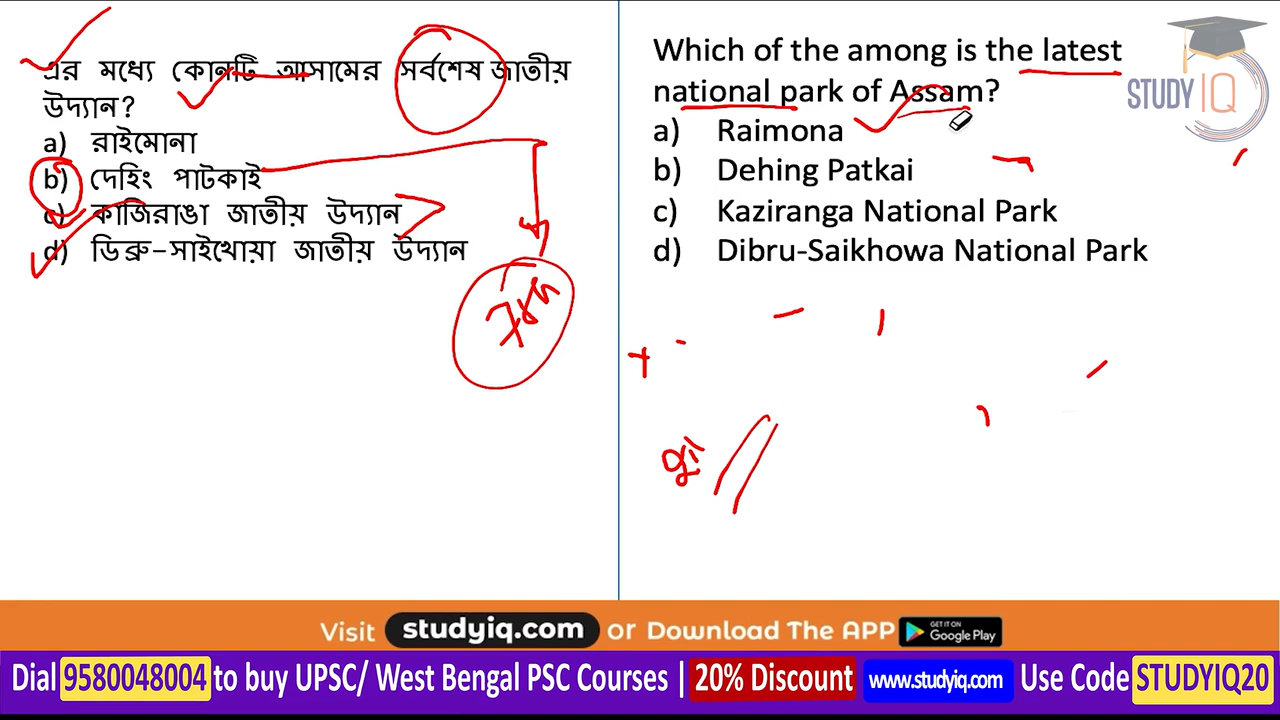 এর মধ্যে কোনটি আসামের সর্বশেষ জাতীয়
উদ্যান?
a) রাইমোনা
b) দেহিং পাটকাই
c) কাজিরাঙা জাতীয় উদ্যান
d) ডিব্রু-সাইখোয়া জাতীয় উদ্যান
Which of the among is the latest
national park of Assam?
a) Raimona
b) Dehing Patkai
c) Kaziranga National Park
d) Dibru-Saikhowa National Park
STUDY IQ
Visit studyiq.com or Download The APP GET IT ON Google Play
Dial 9580048004 to buy UPSC/ West Bengal PSC Courses | 20% Discount www.studyiq.com Use Code STUDYIQ20